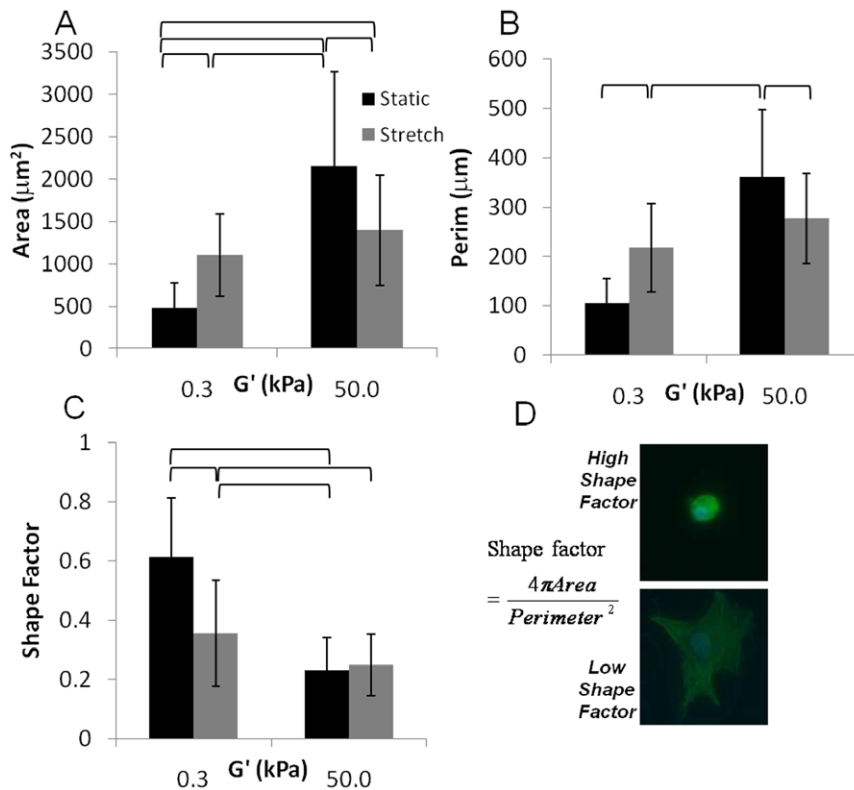 A
Area (μm²)
3500
3000
2500
2000
1500
1000
500
0
Static
Stretch
0.3 G' (kPa) 50.0
B
Perim (μm)
600
500
400
300
200
100
0
0.3 G' (kPa) 50.0
C
Shape Factor
1
0.8
0.6
0.4
0.2
0
0.3 G' (kPa) 50.0
D
High
Shape
Factor
Shape factor
= 4πArea
Perimeter ²
Low
Shape
Factor